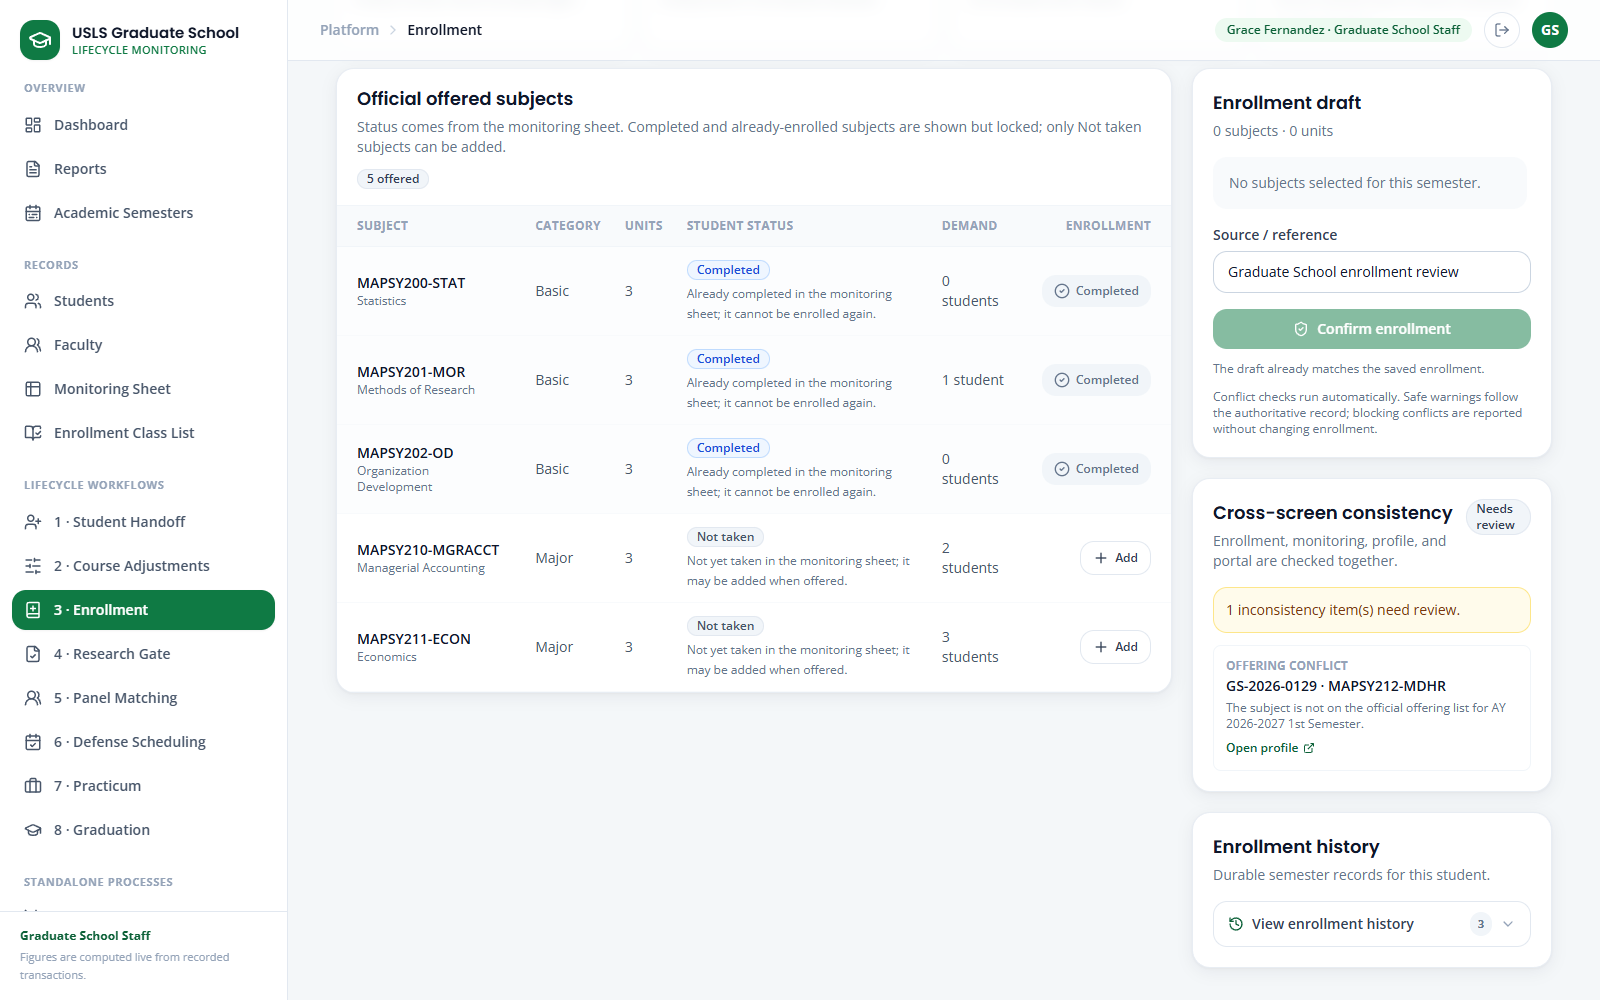 USLS Graduate School
LIFECYCLE MONITORING
OVERVIEW
Dashboard
Reports
Academic Semesters
RECORDS
Students
Faculty
Monitoring Sheet
Enrollment Class List
LIFECYCLE WORKFLOWS
1 · Student Handoff
2 · Course Adjustments
3 · Enrollment
4 · Research Gate
5 · Panel Matching
6 · Defense Scheduling
7 · Practicum
8 · Graduation
STANDALONE PROCESSES
Graduate School Staff
Figures are computed live from recorded
transactions.
Platform > Enrollment
Grace Fernandez · Graduate School Staff
GS
Official offered subjects
Status comes from the monitoring sheet. Completed and already-enrolled subjects are shown but locked; only Not taken
subjects can be added.
5 offered
SUBJECT CATEGORY UNITS STUDENT STATUS DEMAND ENROLLMENT
MAPSY200-STAT
Statistics
Basic
3
Completed
Already completed in the monitoring
sheet; it cannot be enrolled again.
0
students
Completed
MAPSY201-MOR
Methods of Research
Basic
3
Completed
Already completed in the monitoring
sheet; it cannot be enrolled again.
1 student
Completed
MAPSY202-OD
Organization
Development
Basic
3
Completed
Already completed in the monitoring
sheet; it cannot be enrolled again.
0
students
Completed
MAPSY210-MGRACCT
Managerial Accounting
Major
3
Not taken
Not yet taken in the monitoring sheet; it
may be added when offered.
2
students
Add
MAPSY211-ECON
Economics
Major
3
Not taken
Not yet taken in the monitoring sheet; it
may be added when offered.
3
students
Add
Enrollment draft
0 subjects · 0 units
No subjects selected for this semester.
Source / reference
Graduate School enrollment review
Confirm enrollment
The draft already matches the saved enrollment.
Conflict checks run automatically. Safe warnings follow
the authoritative record; blocking conflicts are reported
without changing enrollment.
Cross-screen consistency
Needs
review
Enrollment, monitoring, profile, and
portal are checked together.
1 inconsistency item(s) need review.
OFFERING CONFLICT
GS-2026-0129 · MAPSY212-MDHR
The subject is not on the official offering list for AY
2026-2027 1st Semester.
Open profile
Enrollment history
Durable semester records for this student.
View enrollment history
3